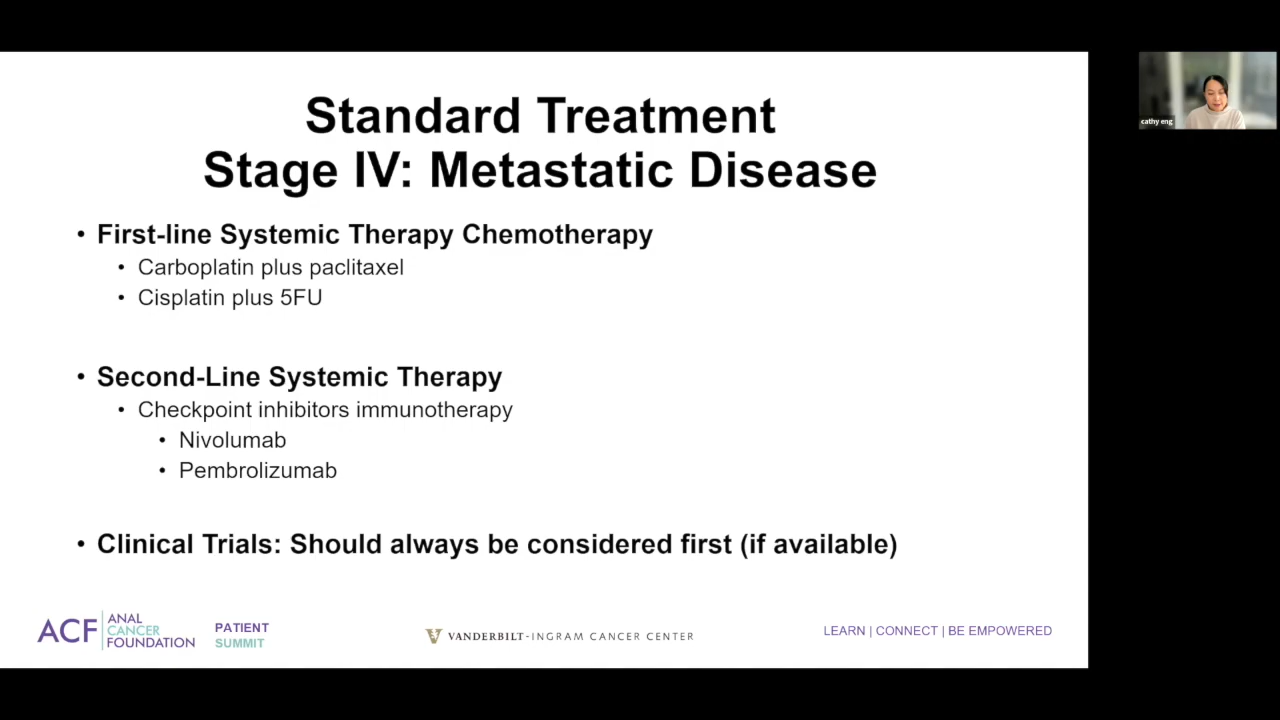 Standard Treatment
Stage IV: Metastatic Disease
• First-line Systemic Therapy Chemotherapy
• Carboplatin plus paclitaxel
• Cisplatin plus 5FU
• Second-Line Systemic Therapy
• Checkpoint inhibitors immunotherapy
• Nivolumab
• Pembrolizumab
• Clinical Trials: Should always be considered first (if available)
ACF
ANAL
CANCER
FOUNDATION
PATIENT
SUMMIT
VANDERBILT-INGRAM CANCER CENTER
LEARN | CONNECT | BE EMPOWERED
cathy eng